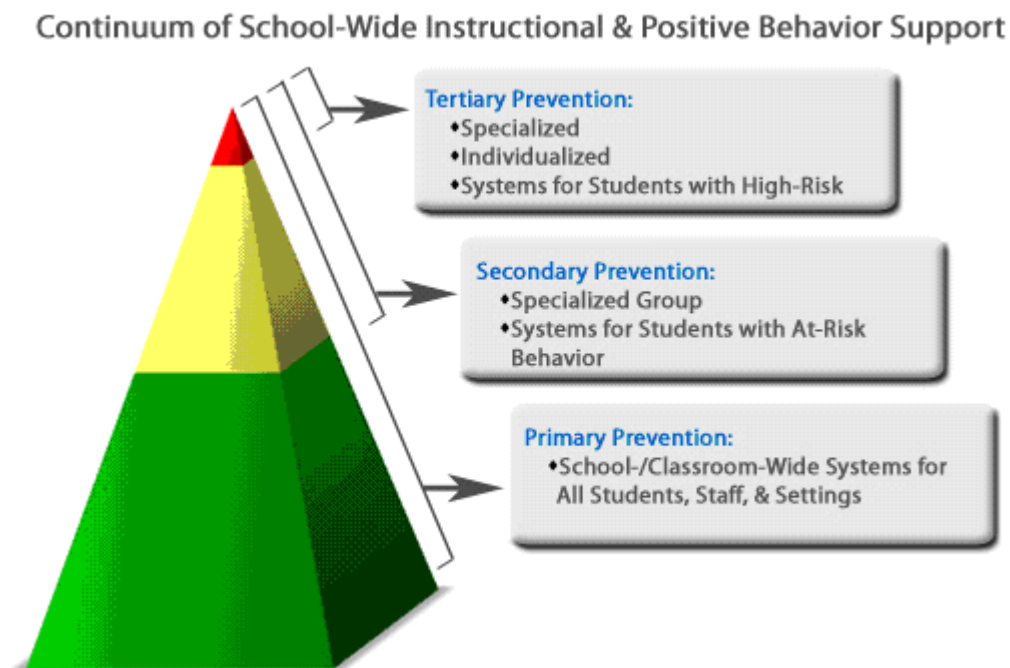 Continuum of School-Wide Instructional & Positive Behavior Support
Tertiary Prevention:
◆Specialized
◆Individualized
◆Systems for Students with High-Risk
Secondary Prevention:
◆Specialized Group
◆Systems for Students with At-Risk
Behavior
Primary Prevention:
◆School-/Classroom-Wide Systems for
All Students, Staff, & Settings